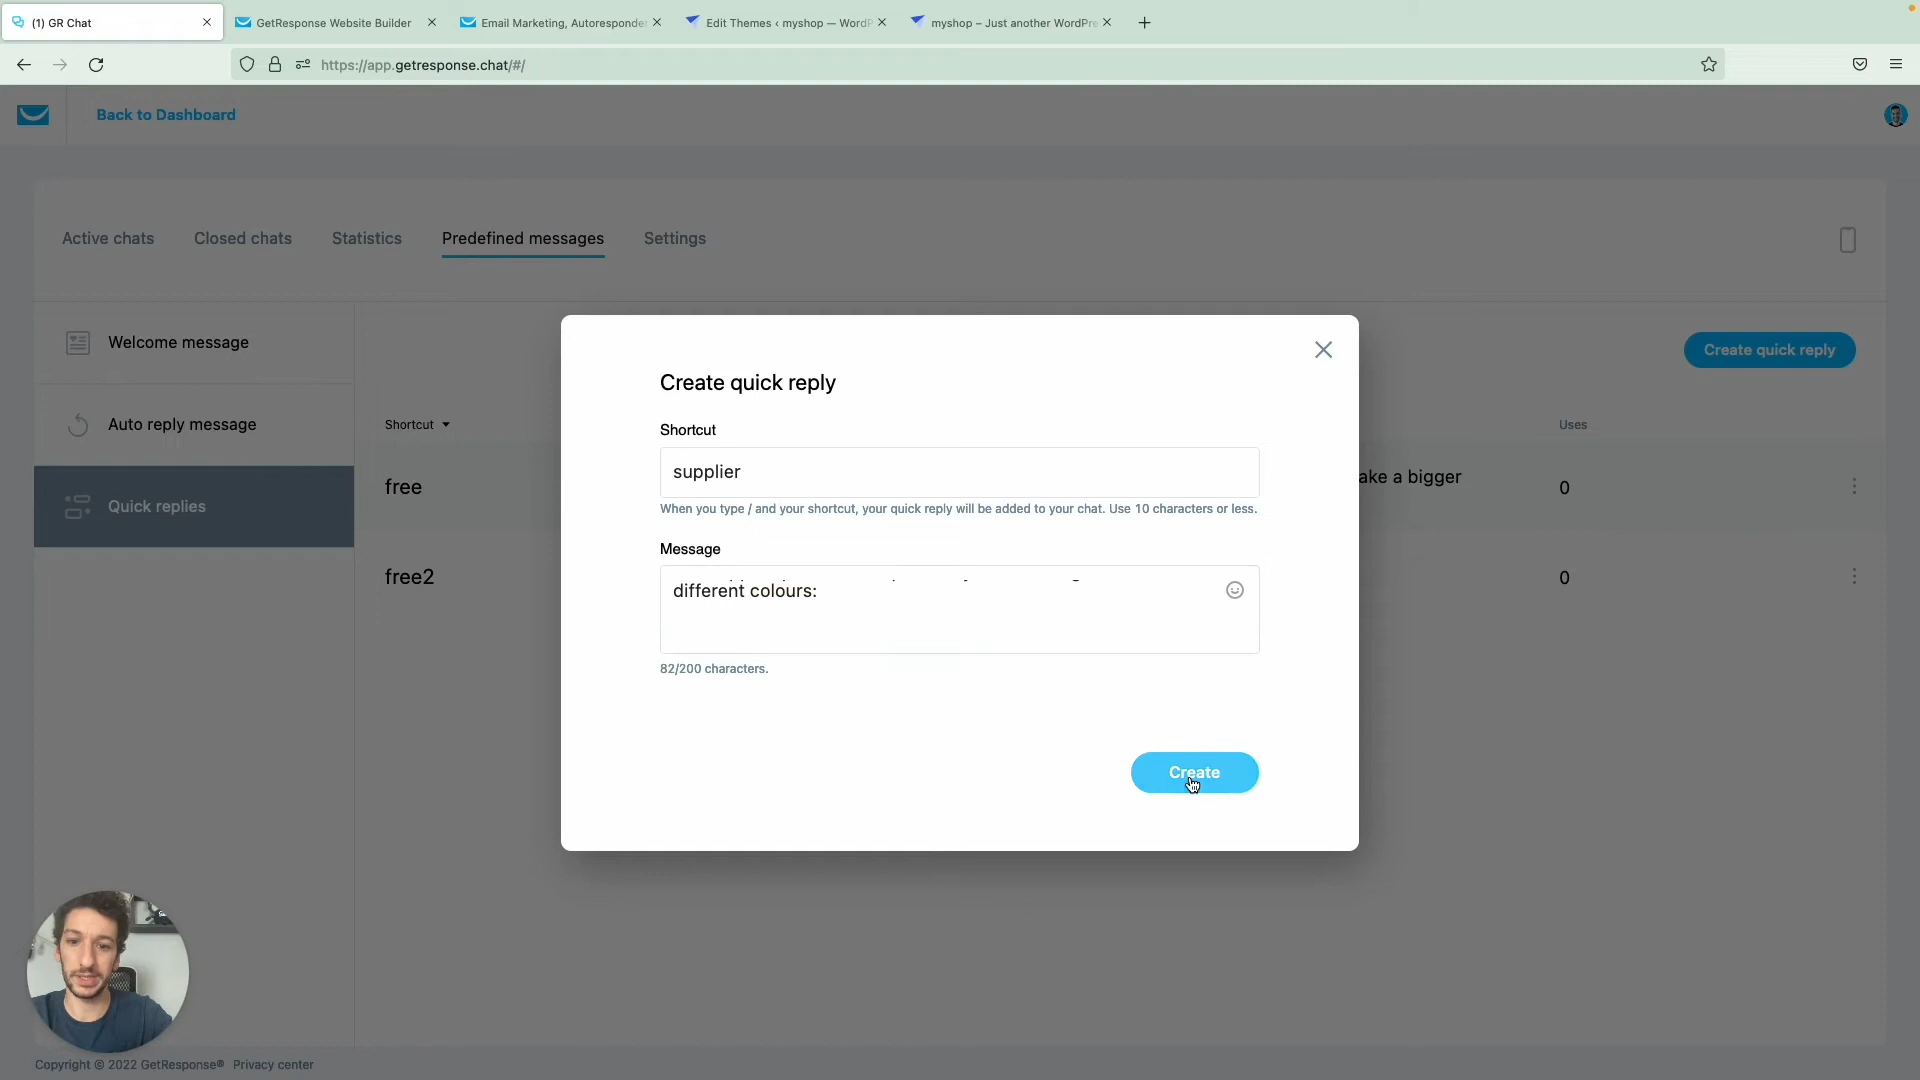 (1) GR Chat
GetResponse Website Builder
Email Marketing, Autoresponde
Edit Themes ‹ myshop — WordP
myshop – Just another WordPre
https://app.getresponse.chat/#/
Back to Dashboard
Active chats
Closed chats
Statistics
Predefined messages
Settings
Welcome message
Auto reply message
Quick replies
Create quick reply
Shortcut
Uses
free
ake a bigger
0
free2
0
Create quick reply
Shortcut
supplier
When you type / and your shortcut, your quick reply will be added to your chat. Use 10 characters or less.
Message
different colours:
82/200 characters.
Create
Copyright © 2022 GetResponse® Privacy center